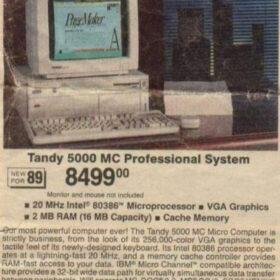 PageMaker
A
Tandy 5000 MC Professional System
NEW FOR 89 8499⁰⁰
Monitor and mouse not included
■ 20 MHz Intel® 80386™ Microprocessor ■ VGA Graphics
■ 2 MB RAM (16 MB Capacity) ■ Cache Memory
Our most powerful computer ever! The Tandy 5000 MC Micro Computer is
strictly business, from the look of its 256,000-color VGA graphics to the
tactile feel of its newly-designed keyboard. Its Intel 80386 processor oper-
ates at a lightning-fast 20 MHz, and a memory cache controller provides
RAM-fast access to your data. IBM® Micro Channel™ compatible architec-
ture provides a 32-bit wide data path for virtually simultaneous data transfer